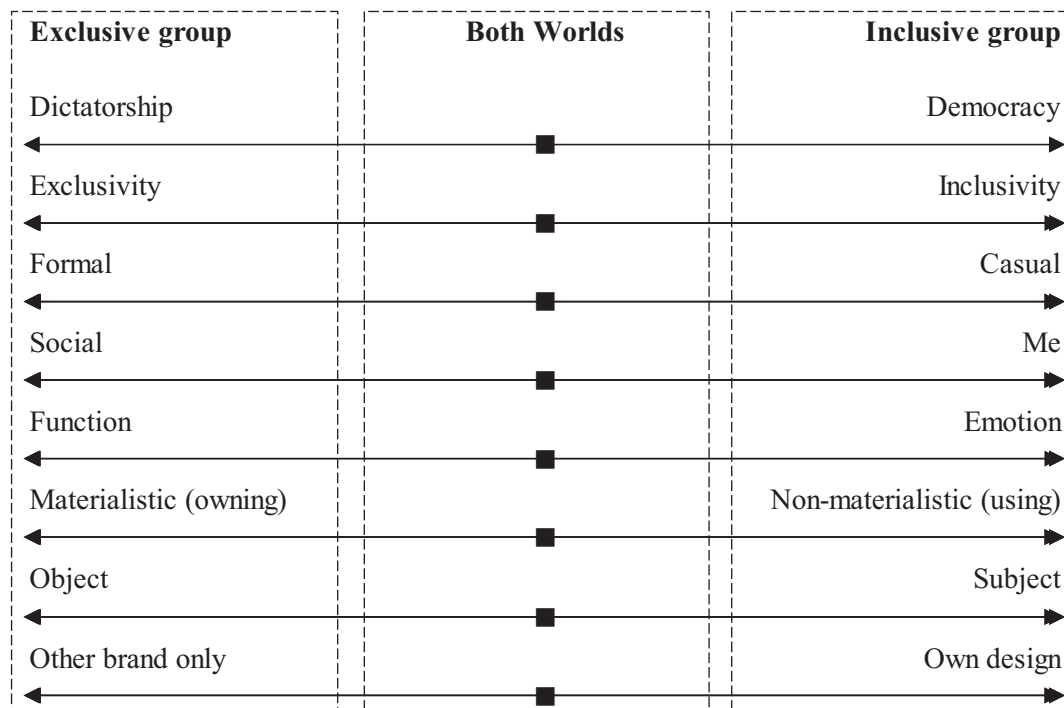 Exclusive group Both Worlds Inclusive group
Dictatorship Democracy
Exclusivity Inclusivity
Formal Casual
Social Me
Function Emotion
Materialistic (owning) Non-materialistic (using)
Object Subject
Other brand only Own design